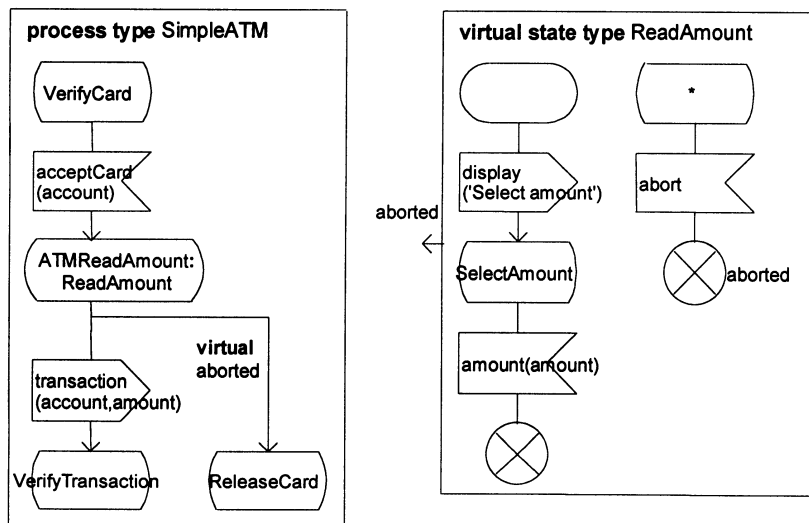 process type SimpleATM
VerifyCard
acceptCard
(account)
ATMReadAmount:
ReadAmount
virtual
aborted
transaction
(account,amount)
VerifyTransaction
ReleaseCard
virtual state type ReadAmount
*
display
('Select amount')
abort
aborted
SelectAmount
aborted
amount(amount)